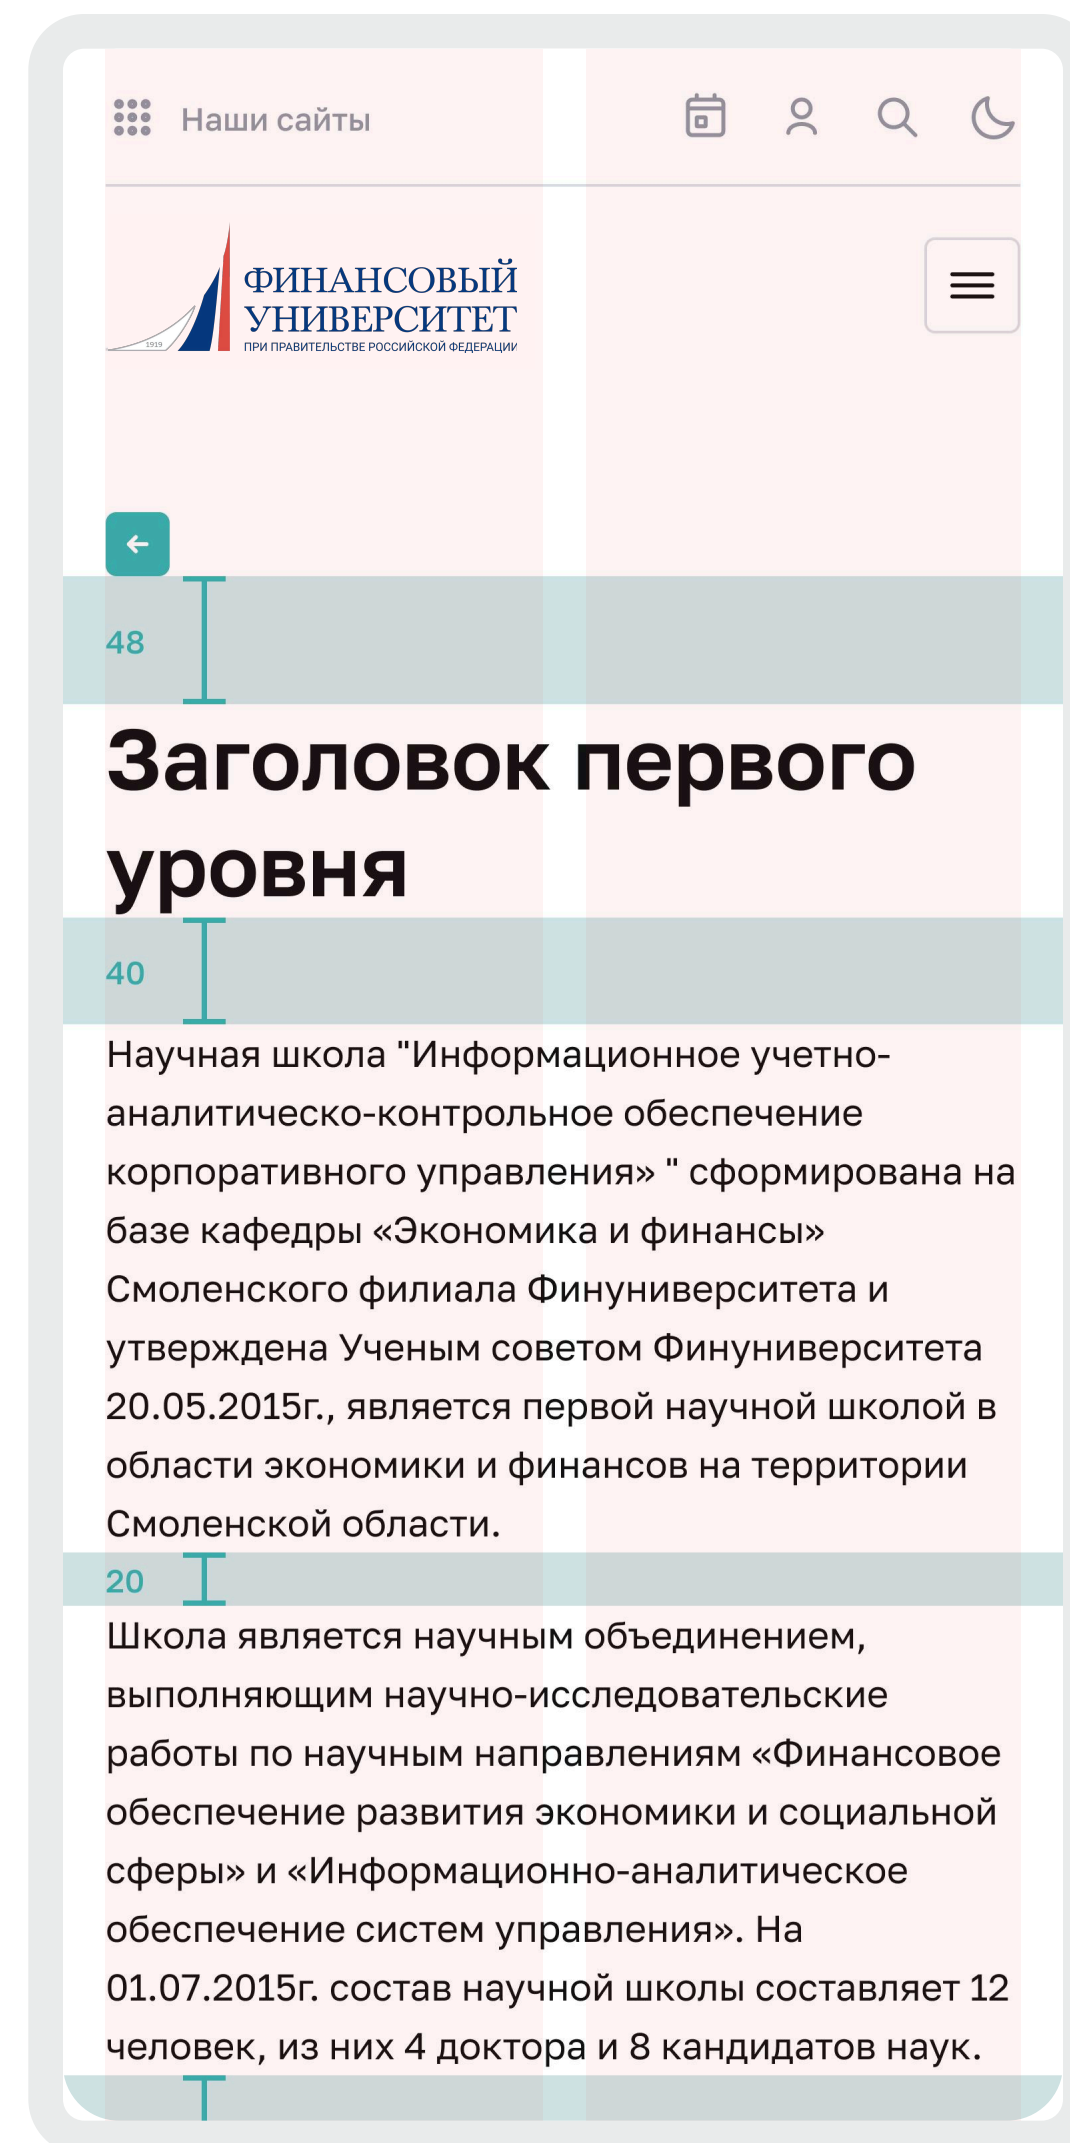 Наши сайты
ФИНАНСОВЫЙ
УНИВЕРСИТЕТ
ПРИ ПРАВИТЕЛЬСТВЕ РОССИЙСКОЙ ФЕДЕРАЦИИ
1919
48
Заголовок первого
уровня
40
Научная школа "Информационное учетно-
аналитическо-контрольное обеспечение
корпоративного управления» " сформирована на
базе кафедры «Экономика и финансы»
Смоленского филиала Финуниверситета и
утверждена Ученым советом Финуниверситета
20.05.2015г., является первой научной школой в
области экономики и финансов на территории
Смоленской области.
20
Школа является научным объединением,
выполняющим научно-исследовательские
работы по научным направлениям «Финансовое
обеспечение развития экономики и социальной
сферы» и «Информационно-аналитическое
обеспечение систем управления». На
01.07.2015г. состав научной школы составляет 12
человек, из них 4 доктора и 8 кандидатов наук.